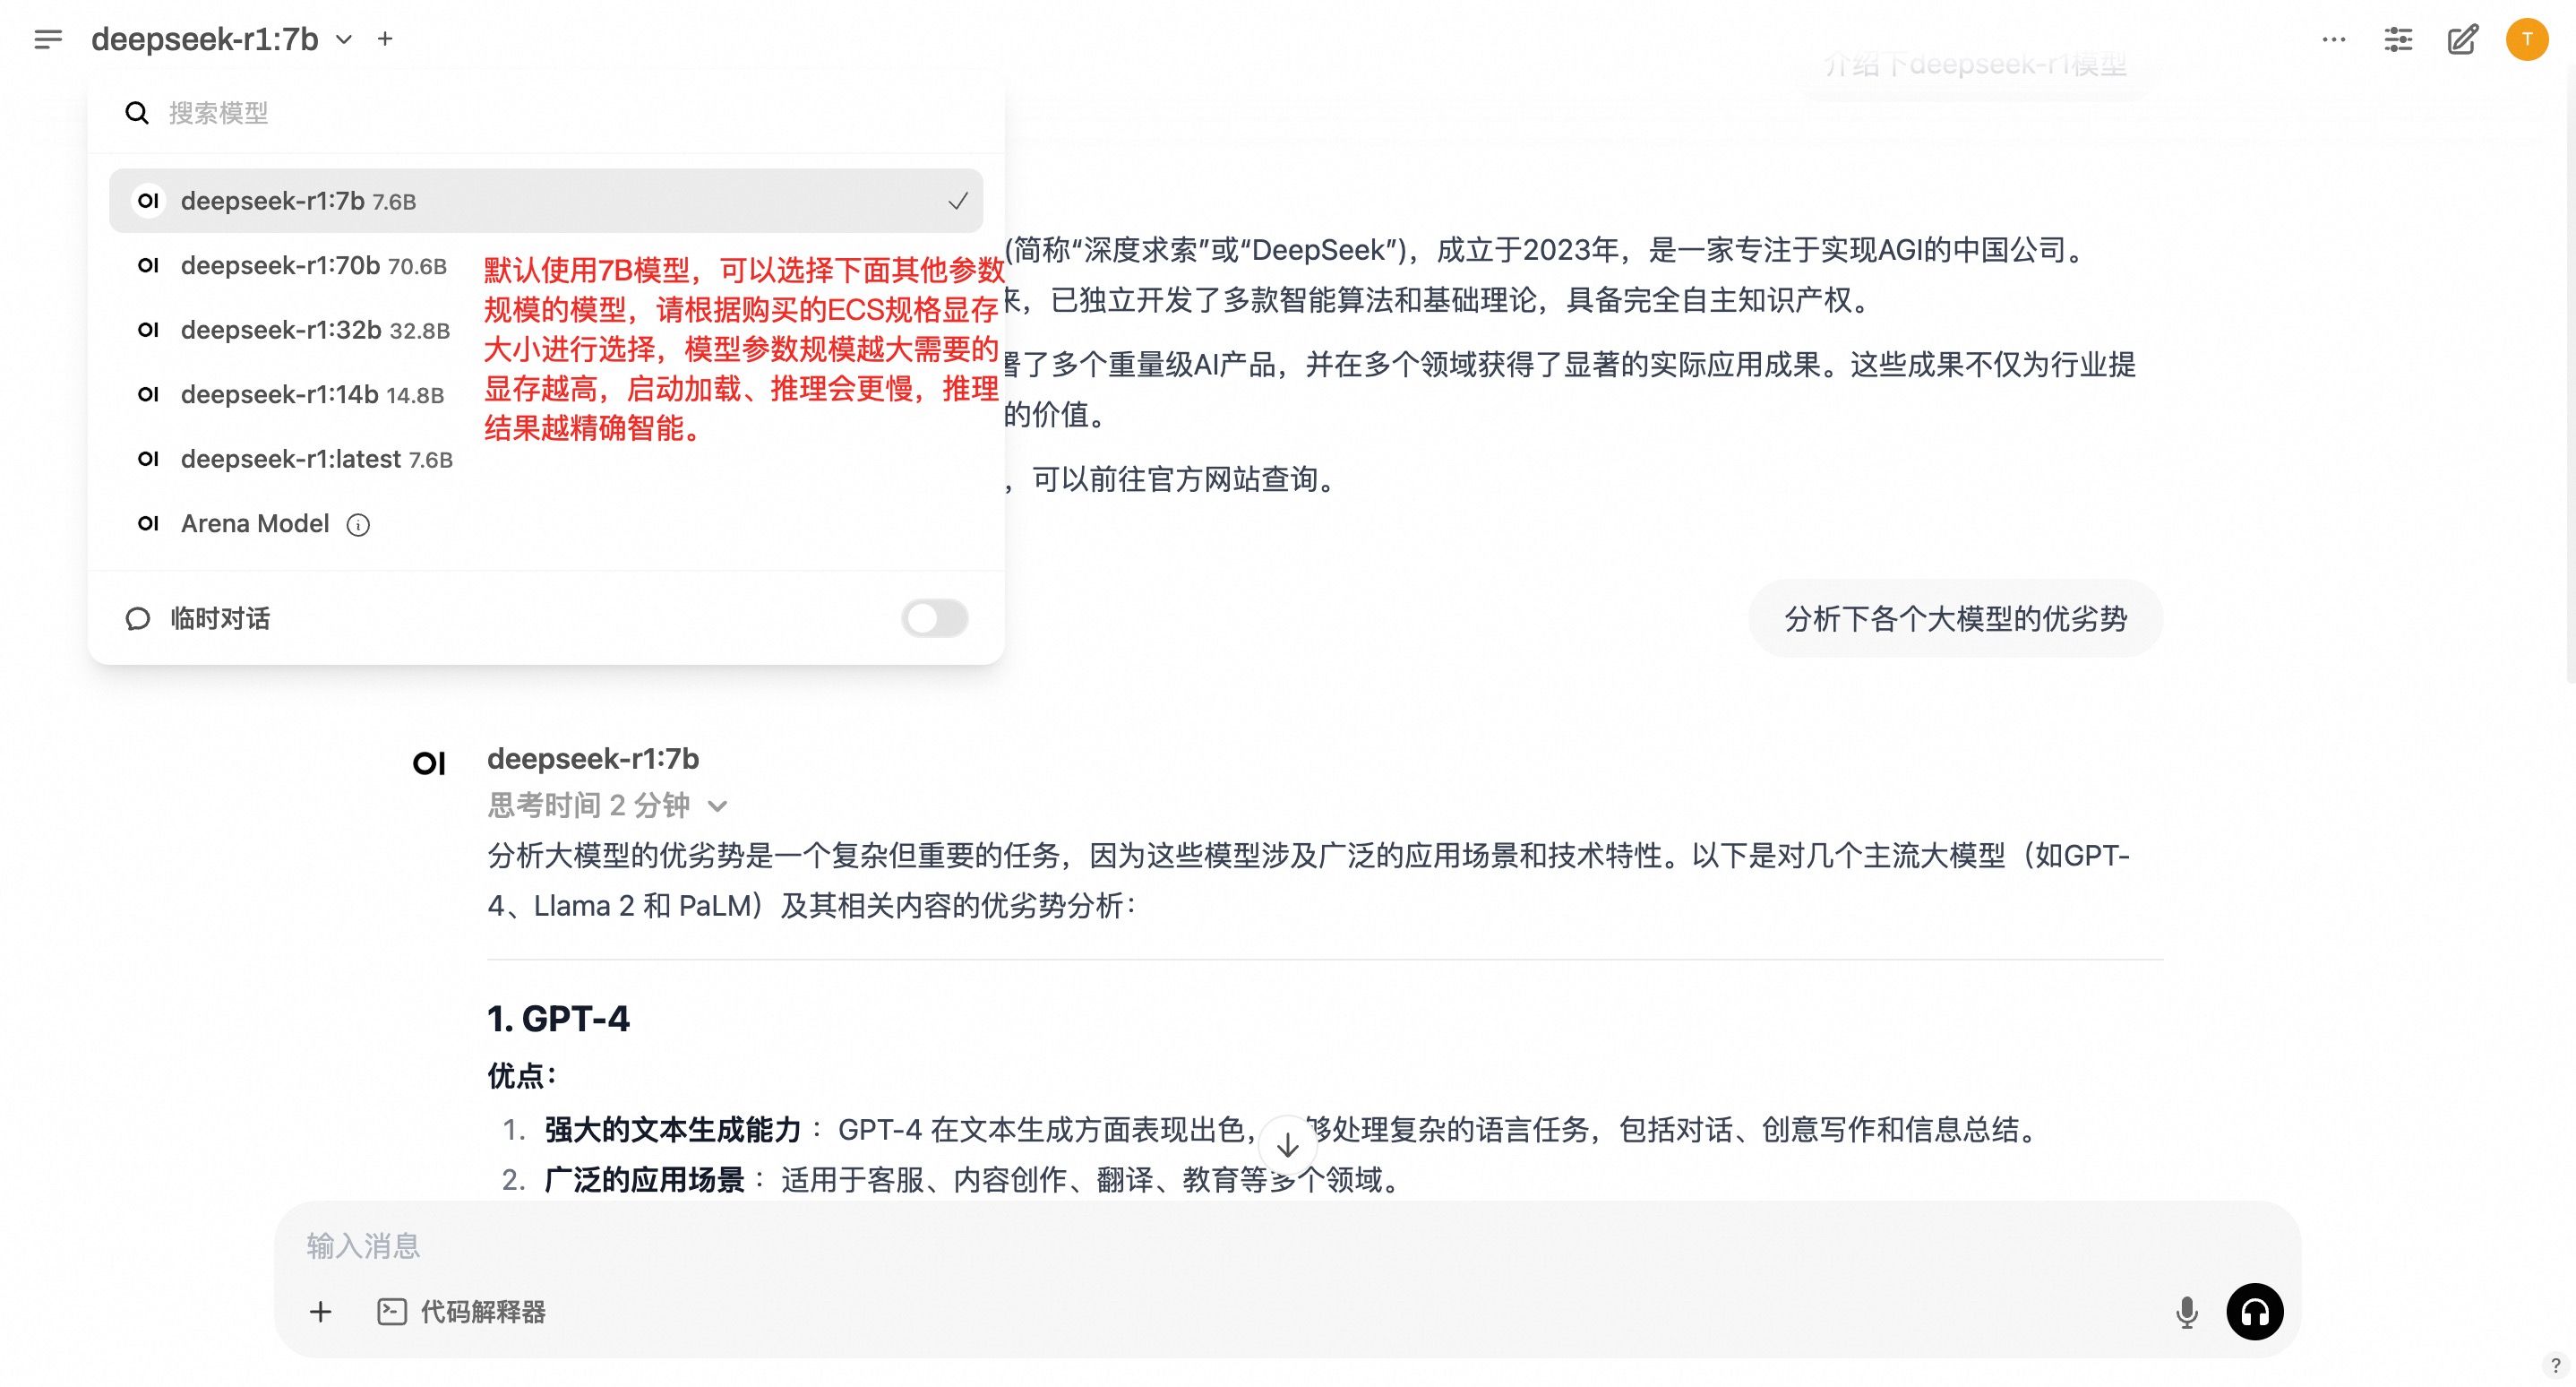 deepseek-r1:7b
T
介绍下deepseek-r1模型
搜索模型
OI deepseek-r1:7b 7.6B
OI deepseek-r1:70b 70.6B
OI deepseek-r1:32b 32.8B
OI deepseek-r1:14b 14.8B
OI deepseek-r1:latest 7.6B
OI Arena Model
默认使用7B模型，可以选择下面其他参数
规模的模型，请根据购买的ECS规格显存
大小进行选择，模型参数规模越大需要的
显存越高，启动加载、推理会更慢，推理
结果越精确智能。
临时对话
(简称“深度求索”或“DeepSeek”)，成立于2023年，是一家专注于实现AGI的中国公司。
来，已独立开发了多款智能算法和基础理论，具备完全自主知识产权。
署了多个重量级AI产品，并在多个领域获得了显著的实际应用成果。这些成果不仅为行业提
的价值。
，可以前往官方网站查询。
分析下各个大模型的优劣势
OI deepseek-r1:7b
思考时间 2 分钟
分析大模型的优劣势是一个复杂但重要的任务，因为这些模型涉及广泛的应用场景和技术特性。以下是对几个主流大模型（如GPT-
4、Llama 2 和 PaLM）及其相关内容的优劣势分析：
1. GPT-4
优点：
1. 强大的文本生成能力 ： GPT-4 在文本生成方面表现出色，够处理复杂的语言任务，包括对话、创意写作和信息总结。
2. 广泛的应用场景 ： 适用于客服、内容创作、翻译、教育等多个领域。
输入消息
代码解释器
?